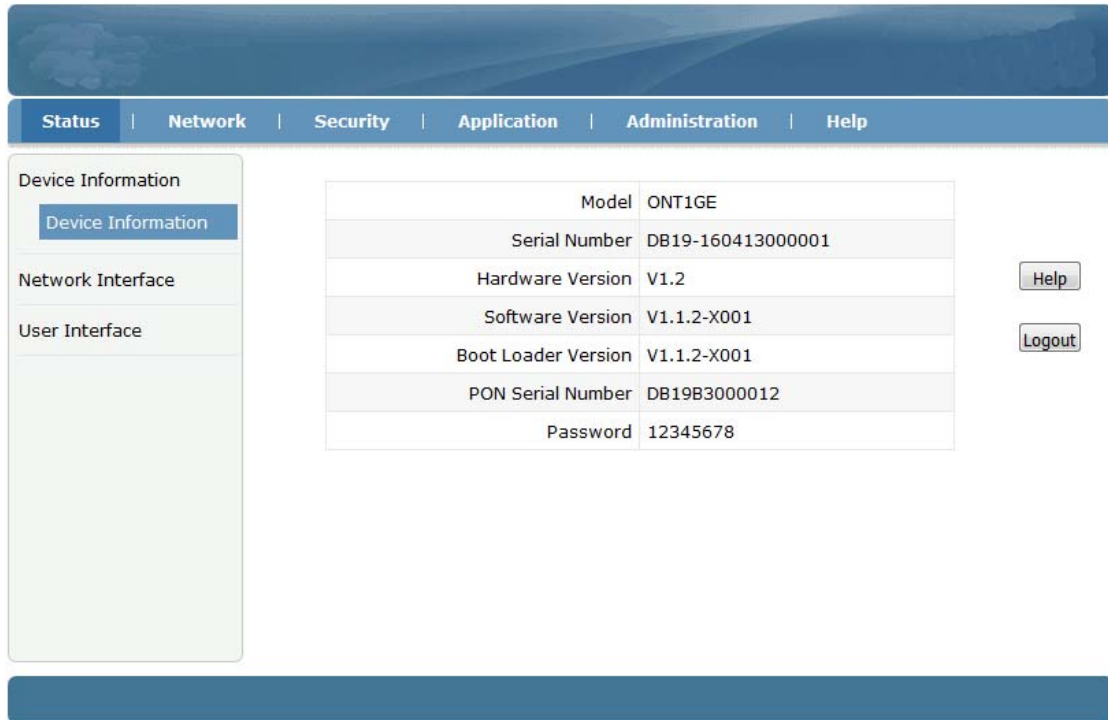 Status | Network | Security | Application | Administration | Help
Device Information
Device Information
Network Interface
User Interface
Model ONT1GE
Serial Number DB19-160413000001
Hardware Version V1.2
Software Version V1.1.2-X001
Boot Loader Version V1.1.2-X001
PON Serial Number DB19B3000012
Password 12345678
Help
Logout